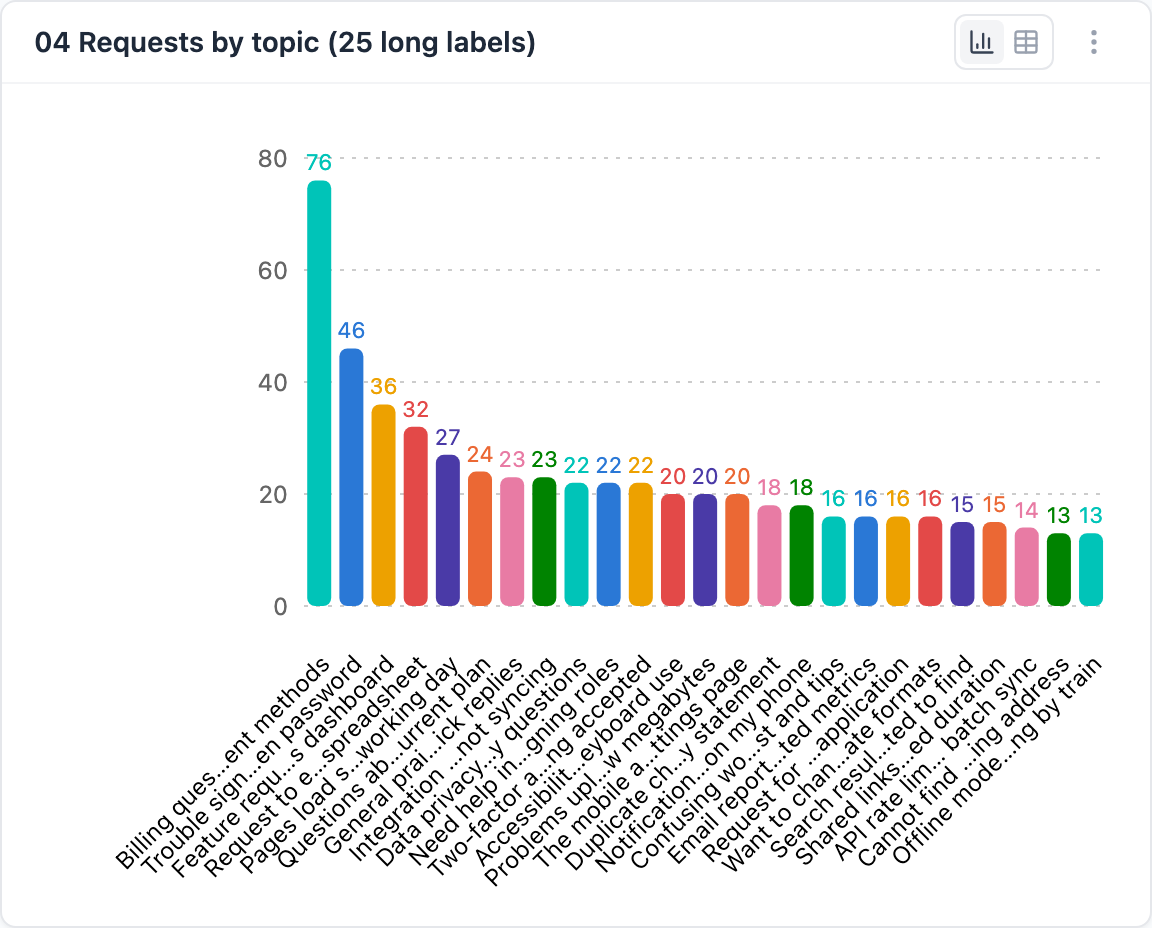 04 Requests by topic (25 long labels)
80
60
40
20
0
76
46
36
32
27
24
23
23
22
22
22
20
20
20
18
18
16
16
16
16
15
15
14
13
13
Billing ques...ent methods
Trouble sign...en password
Feature requ...s dashboard
Request to e...spreadsheet
Pages load s...working day
Questions ab...urrent plan
General prai...ick replies
Integration ...not syncing
Data privacy...y questions
Need help in...gning roles
Two-factor a...ng accepted
Accessibilit...eyboard use
Problems upl...w megabytes
The mobile a...ttings page
Duplicate ch...y statement
Notification...on my phone
Confusing wo...st and tips
Email report...ted metrics
Request for ...application
Want to chan...ate formats
Search resul...ted to find
Shared links...ed duration
API rate lim... batch sync
Cannot find ...ing address
Offline mode...ng by train